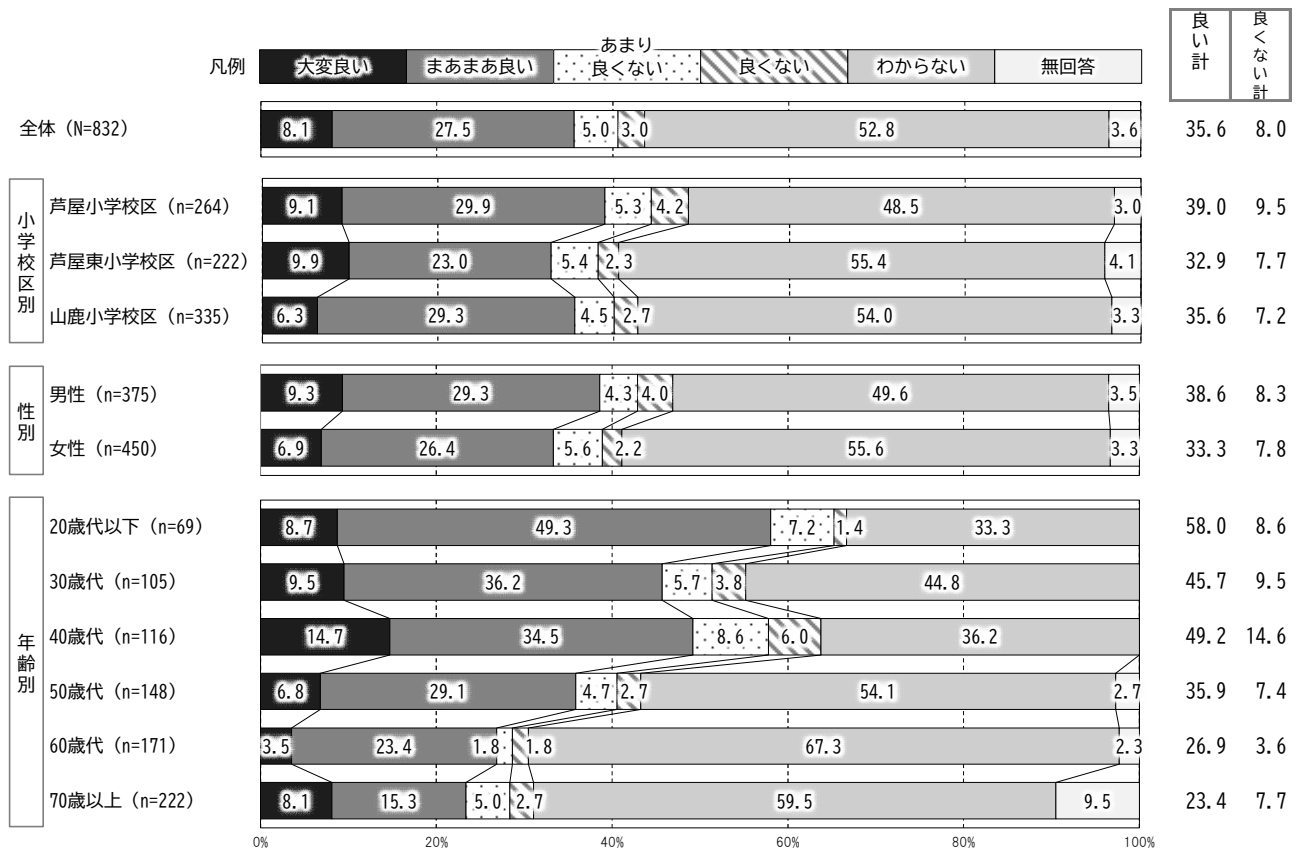 凡例 大変良い まあまあ良い あまり良くない 良くない わからない 無回答 良い計 良くない計
全体（N=832） 8.1 27.5 5.0 3.0 52.8 3.6 35.6 8.0
小学校区別
芦屋小学校区（n=264） 9.1 29.9 5.3 4.2 48.5 3.0 39.0 9.5
芦屋東小学校区（n=222） 9.9 23.0 5.4 2.3 55.4 4.1 32.9 7.7
山鹿小学校区（n=335） 6.3 29.3 4.5 2.7 54.0 3.3 35.6 7.2
性別
男性（n=375） 9.3 29.3 4.3 4.0 49.6 3.5 38.6 8.3
女性（n=450） 6.9 26.4 5.6 2.2 55.6 3.3 33.3 7.8
年齢別
20歳代以下（n=69） 8.7 49.3 7.2 1.4 33.3 58.0 8.6
30歳代（n=105） 9.5 36.2 5.7 3.8 44.8 45.7 9.5
40歳代（n=116） 14.7 34.5 8.6 6.0 36.2 49.2 14.6
50歳代（n=148） 6.8 29.1 4.7 2.7 54.1 2.7 35.9 7.4
60歳代（n=171） 3.5 23.4 1.8 1.8 67.3 2.3 26.9 3.6
70歳以上（n=222） 8.1 15.3 5.0 2.7 59.5 9.5 23.4 7.7
0% 20% 40% 60% 80% 100%